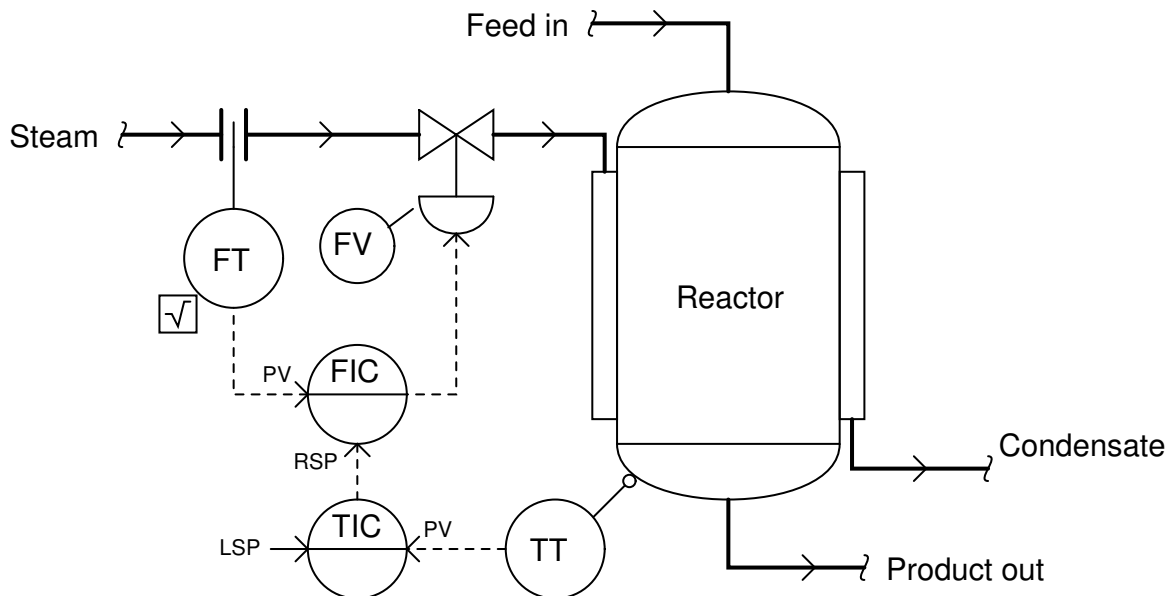 Feed in
Steam
FT
FV
Reactor
√
PV
FIC
RSP
Condensate
TIC
PV
LSP
TT
Product out